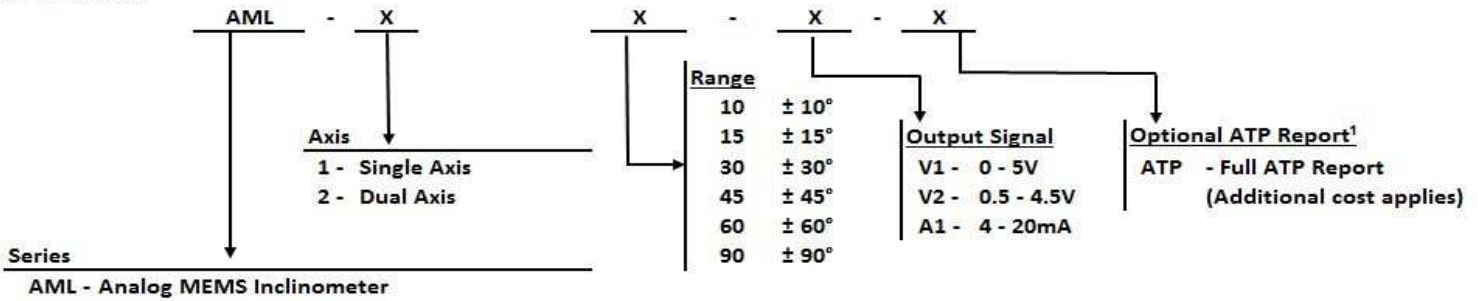 AML - X X - X - X
Range
10 ± 10°
15 ± 15°
30 ± 30°
45 ± 45°
60 ± 60°
90 ± 90°
Axis
1 - Single Axis
2 - Dual Axis
Output Signal
V1 - 0 - 5V
V2 - 0.5 - 4.5V
A1 - 4 - 20mA
Optional ATP Report¹
ATP - Full ATP Report
(Additional cost applies)
Series
AML - Analog MEMS Inclinometer